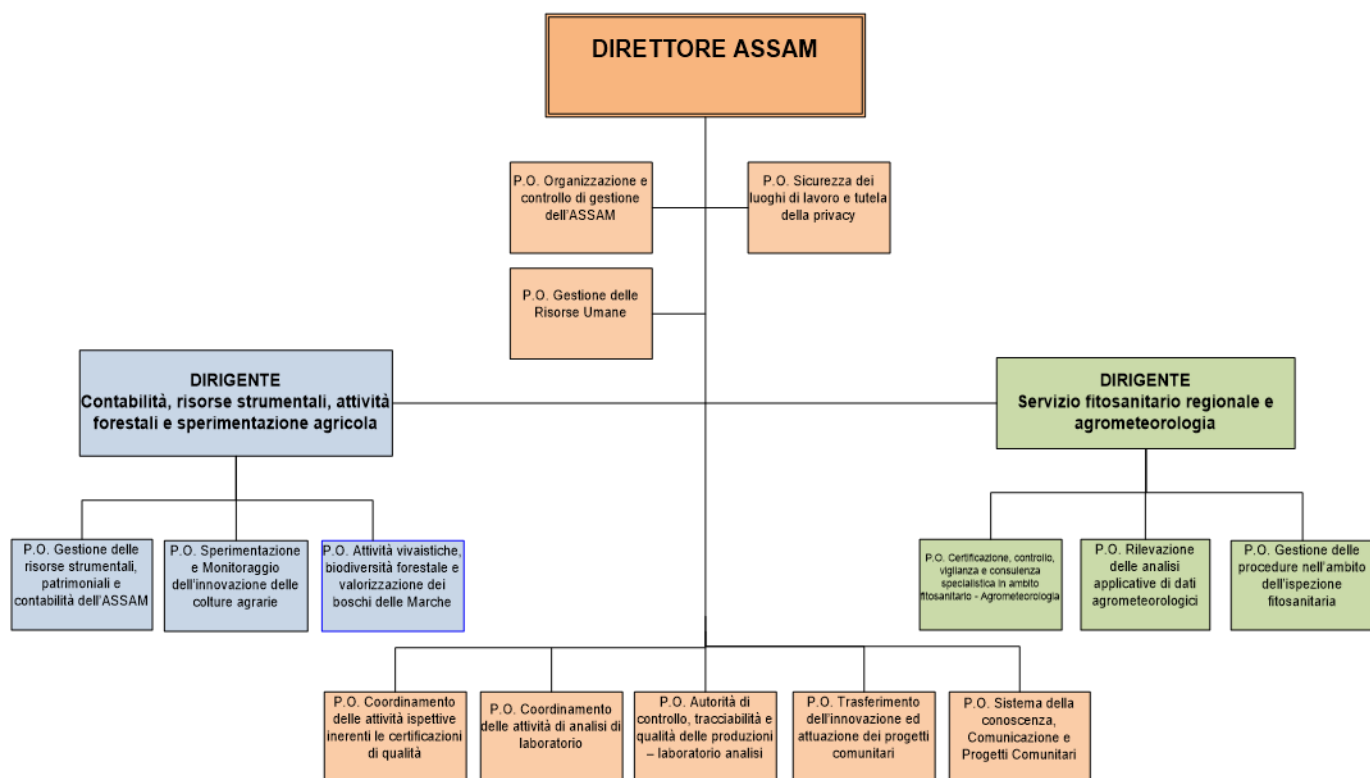 DIRETTORE ASSAM
P.O. Organizzazione e
controllo di gestione
dell'ASSAM
P.O. Sicurezza dei
luoghi di lavoro e tutela
della privacy
P.O. Gestione delle
Risorse Umane
DIRIGENTE
Contabilità, risorse strumentali, attività
forestali e sperimentazione agricola
DIRIGENTE
Servizio fitosanitario regionale e
agrometeorologia
P.O. Gestione delle
risorse strumentali,
patrimoniali e
contabilità dell'ASSAM
P.O. Sperimentazione
e Monitoraggio
dell'innovazione delle
colture agrarie
P.O. Attività vivaistiche,
biodiversità forestale e
valorizzazione dei
boschi delle Marche
P.O. Certificazione, controllo,
vigilanza e consulenza
specialistica in ambito
fitosanitario - Agrometeorologia
P.O. Rilevazione
delle analisi
applicative di dati
agrometeorologici
P.O. Gestione delle
procedure nell'ambito
dell'ispezione
fitosanitaria
P.O. Coordinamento
delle attività ispettive
inerenti le certificazioni
di qualità
P.O. Coordinamento
delle attività di analisi di
laboratorio
P.O. Autorità di
controllo, tracciabilità e
qualità delle produzioni
– laboratorio analisi
P.O. Trasferimento
dell'innovazione ed
attuazione dei progetti
comunitari
P.O. Sistema della
conoscenza,
Comunicazione e
Progetti Comunitari